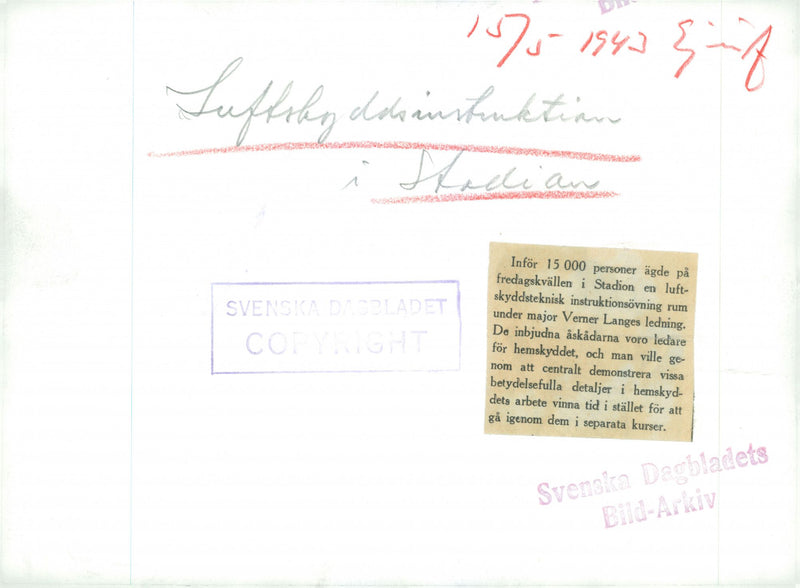 15/5-1943
Luftskyddsinstruktion
i Stadion
SVENSKA DAGBLADET
COPYRIGHT
Inför 15 000 personer ägde på
fredagskvällen i Stadion en luft-
skyddsteknisk instruktionsövning rum
under major Verner Langes ledning.
De inbjudna åskådarna voro ledare
för hemskyddet, och man ville ge-
nom att centralt demonstrera vissa
betydelsefulla detaljer i hemskyd-
dets arbete vinna tid i stället för att
gå igenom dem i separata kurser.
Svenska Dagbladets
Bild-Arkiv